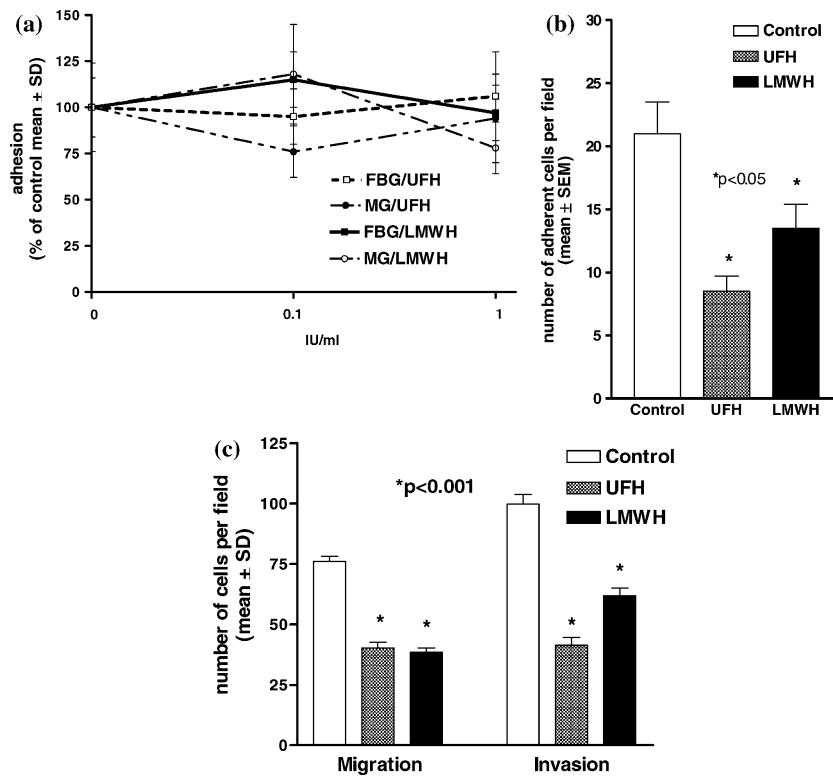 (a)
150
125
100
75
50
25
0
adhesion
(% of control mean ± SD)
FBG/UFH
MG/UFH
FBG/LMWH
MG/LMWH
0
0.1
1
IU/ml
(b)
Control
UFH
LMWH
30
25
20
15
10
5
0
number of adherent cells per field
(mean ± SEM)
*p<0.05
*
*
Control
UFH
LMWH
(c)
125
100
75
50
25
0
number of cells per field
(mean ± SD)
Control
UFH
LMWH
*p<0.001
*
*
*
*
Migration
Invasion